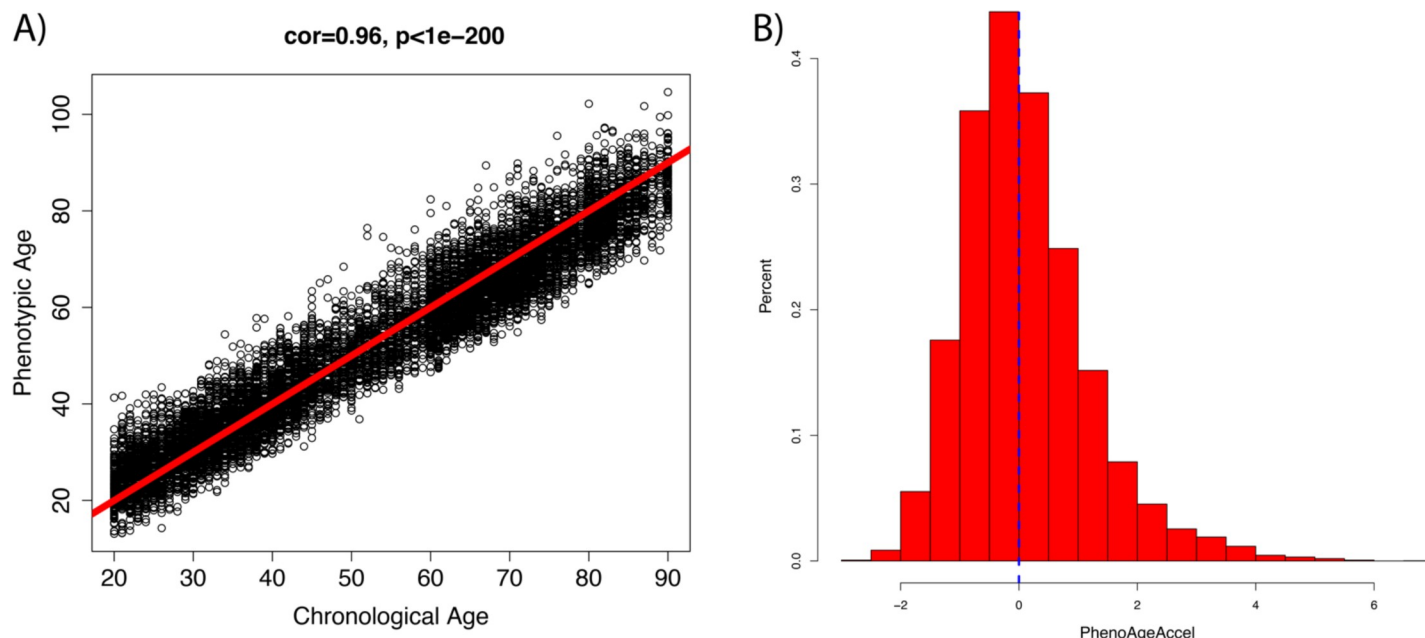 A)
cor=0.96, p<1e−200
Phenotypic Age
100
80
60
40
20
20 30 40 50 60 70 80 90
Chronological Age
B)
Percent
0.4
0.3
0.2
0.1
0.0
−2 0 2 4 6
PhenoAgeAccel